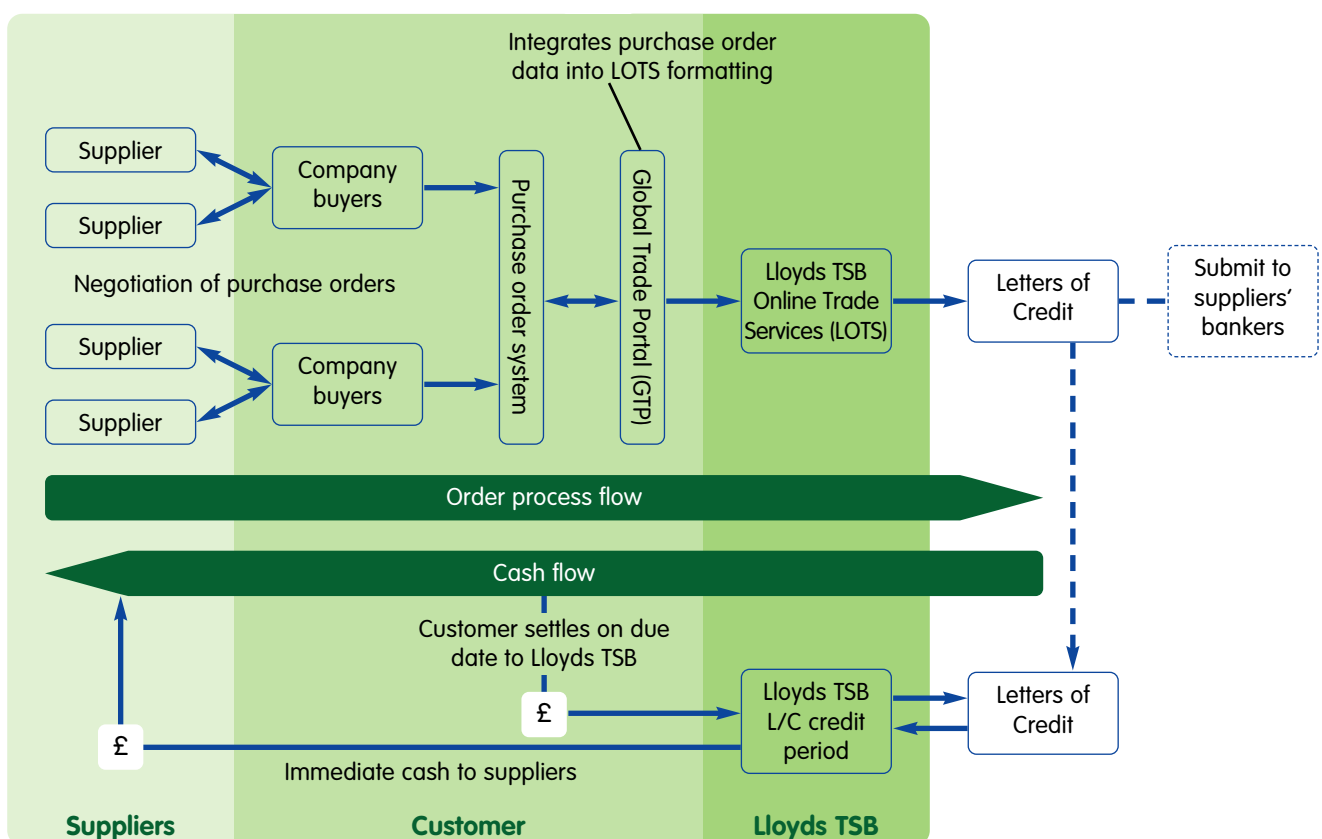 Integrates purchase order
data into LOTS formatting
Supplier
Supplier
Company
buyers
Negotiation of purchase orders
Supplier
Supplier
Company
buyers
Purchase order system
Global Trade Portal (GTP)
Lloyds TSB
Online Trade
Services (LOTS)
Letters of
Credit
Submit to
suppliers’
bankers
Order process flow
Cash flow
Customer settles on due
date to Lloyds TSB
£
£
Immediate cash to suppliers
Lloyds TSB
L/C credit
period
Letters of
Credit
Suppliers
Customer
Lloyds TSB